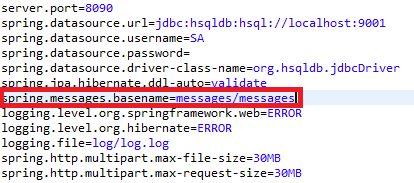 server.port=8090
spring.datasource.url=jdbc:hsqldb:hsql://localhost:9001
spring.datasource.username=SA
spring.datasource.password=
spring.datasource.driver-class-name=org.hsqldb.jdbcDriver
spring.jpa.hibernate.ddl-auto=validate
spring.messages.basename=messages/messages
logging.level.org.springframework.web=ERROR
logging.level.org.hibernate=ERROR
logging.file=log/log.log
spring.http.multipart.max-file-size=30MB
spring.http.multipart.max-request-size=30MB